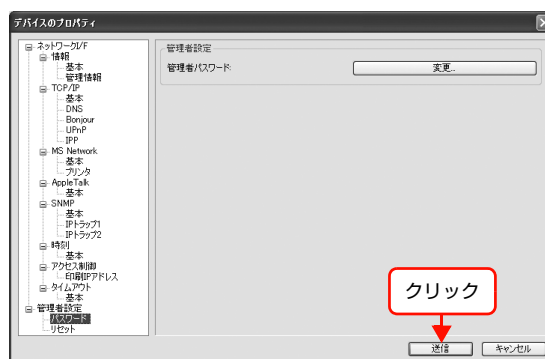 デバイスのプロパティ
ネットワークI/F
情報
基本
管理情報
TCP/IP
基本
DNS
Bonjour
UPnP
IPP
MS Network
基本
プリンタ
AppleTalk
基本
SNMP
基本
IPトラップ1
IPトラップ2
時刻
基本
アクセス制御
印刷IPアドレス
タイムアウト
基本
管理者設定
パスワード
リセット
管理者設定
管理者パスワード:
変更..
クリック
送信
キャンセル